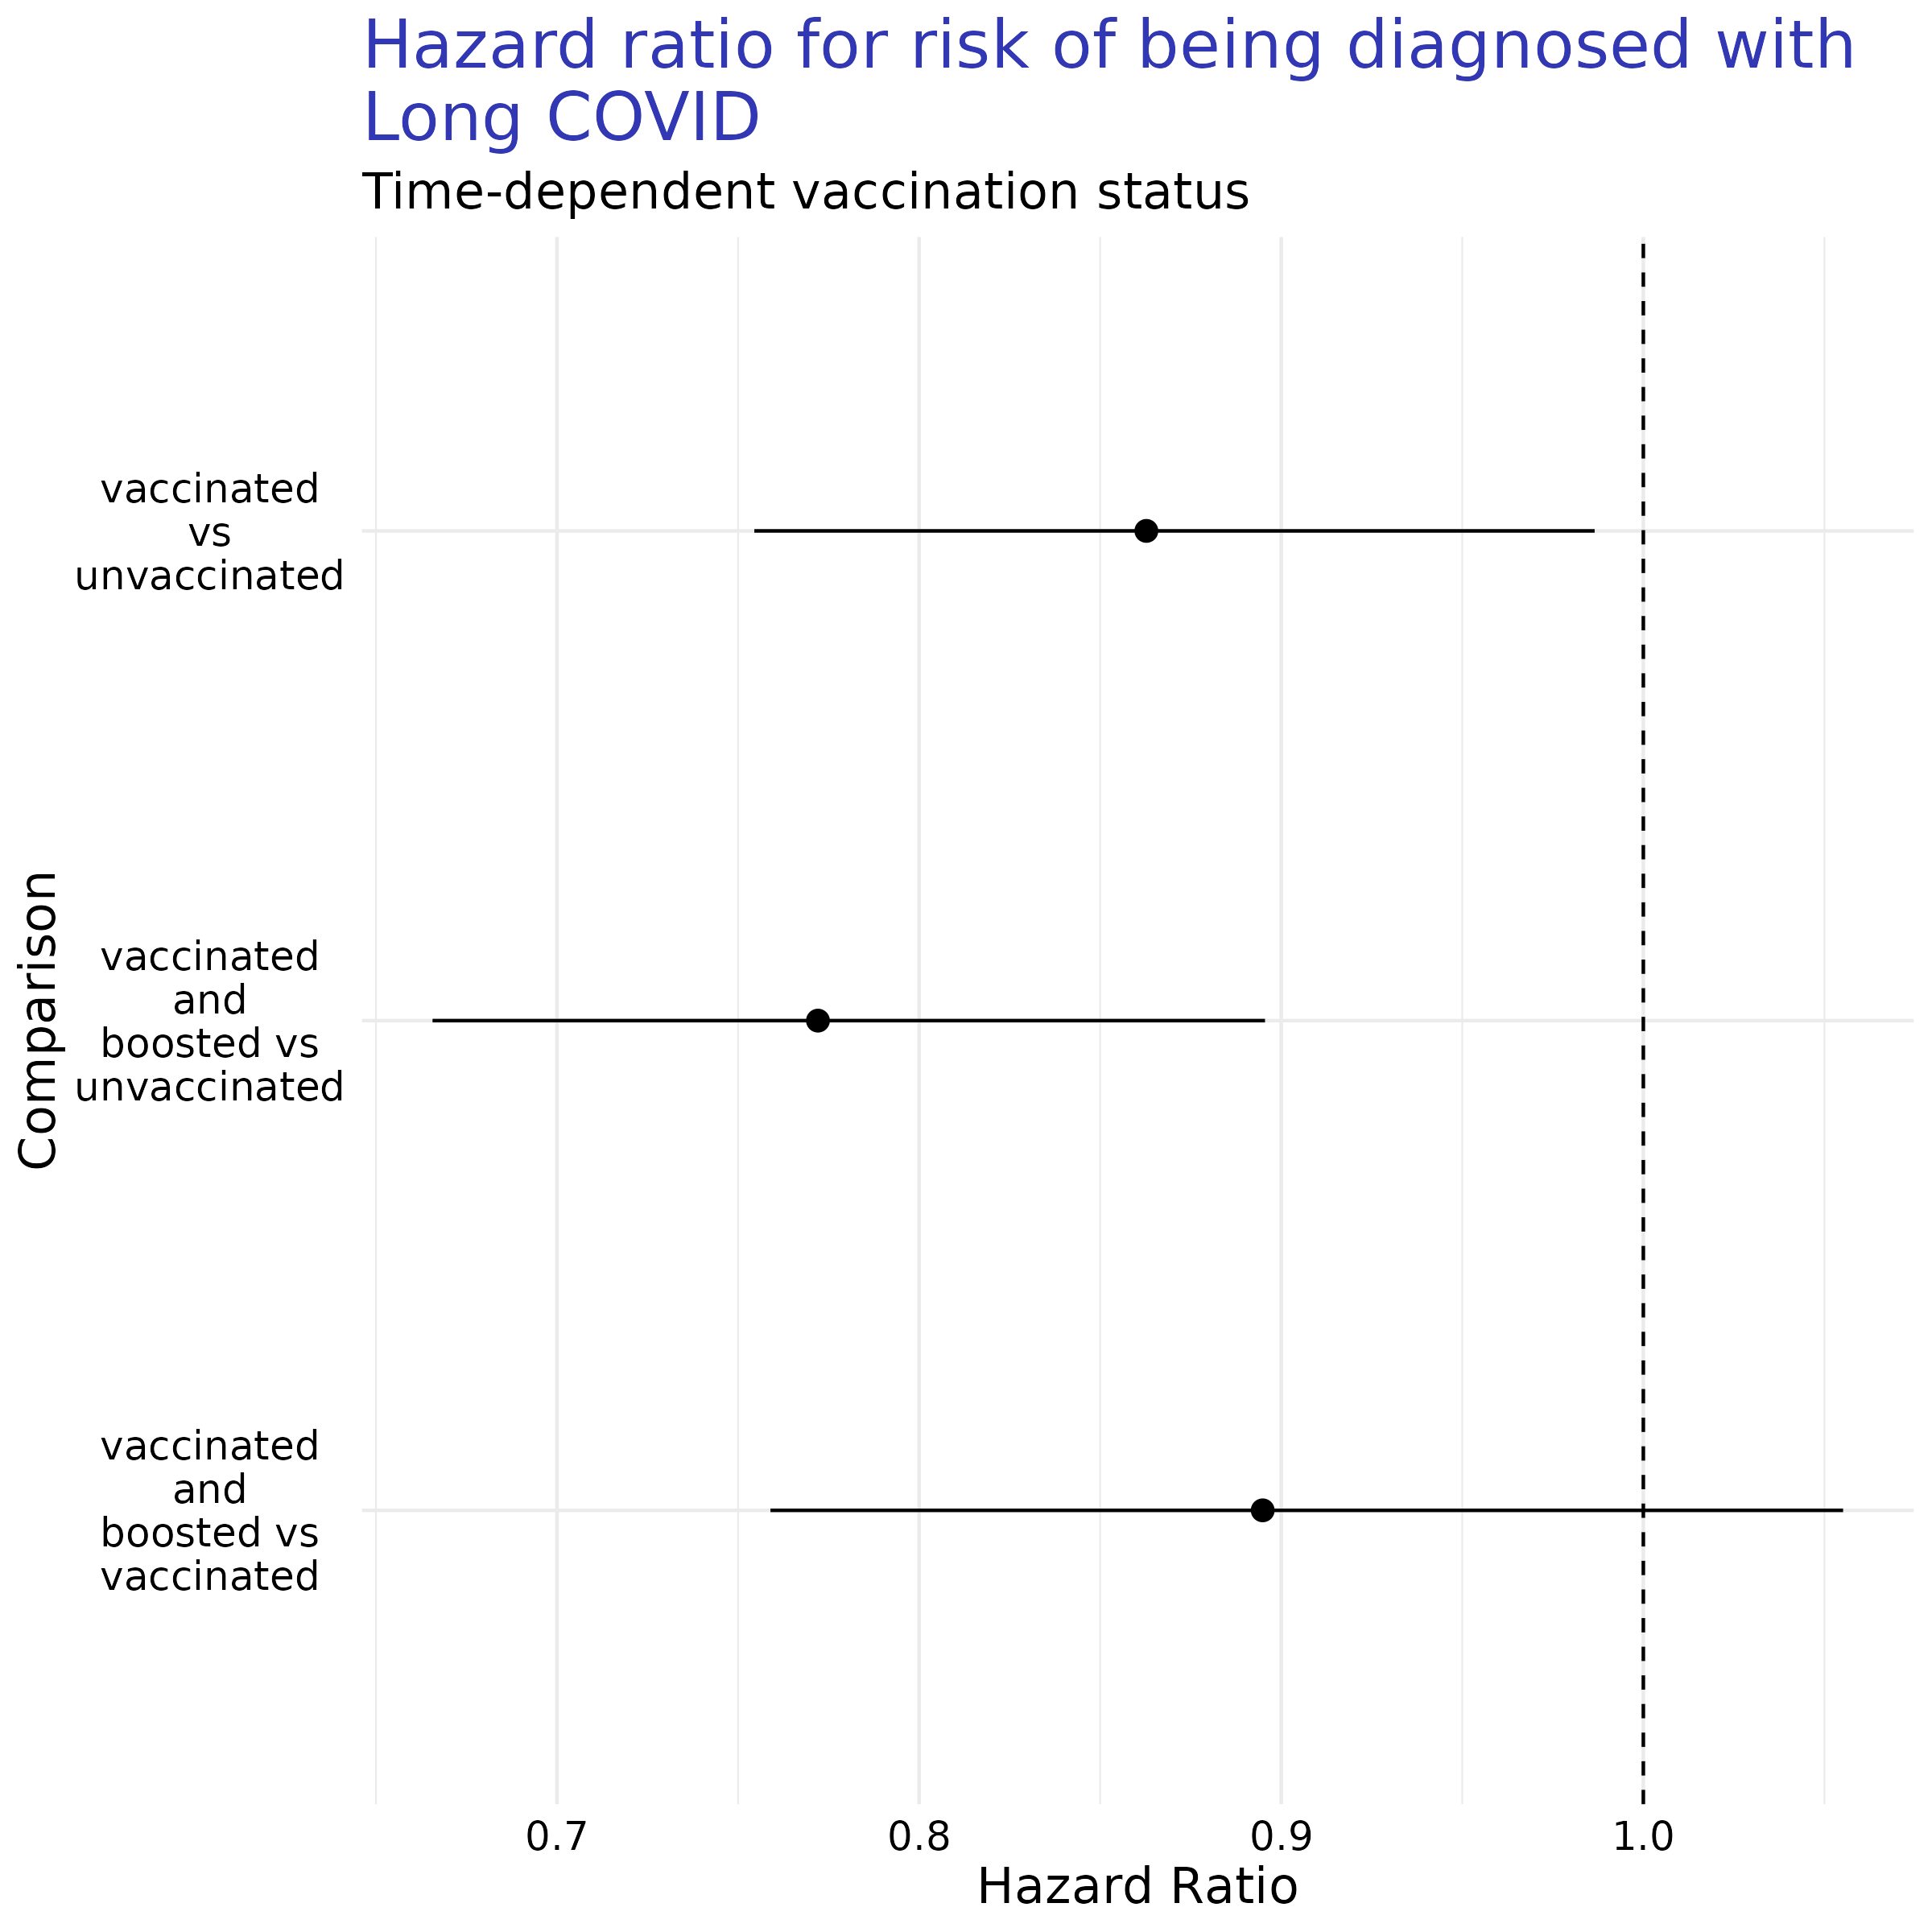 Hazard ratio for risk of being diagnosed with
Long COVID
Time-dependent vaccination status
Comparison
vaccinated
vs
unvaccinated
vaccinated
and
boosted vs
unvaccinated
vaccinated
and
boosted vs
vaccinated
0.7 0.8 0.9 1.0
Hazard Ratio